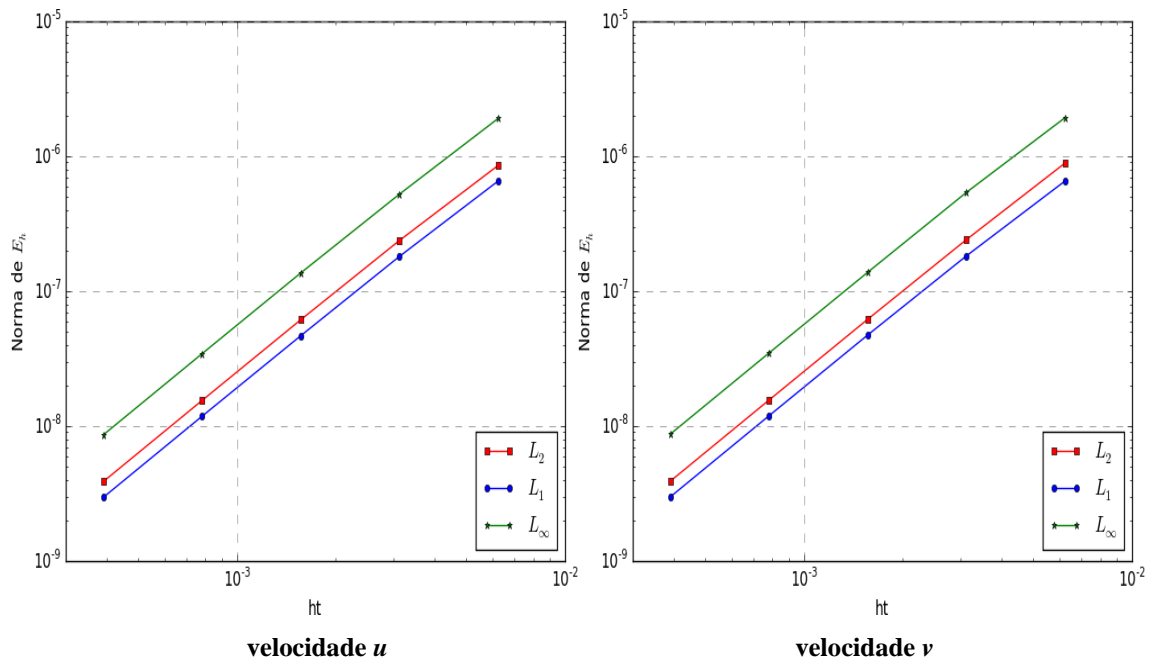 10^-5
10^-6
10^-7
10^-8
10^-9
Norma de E_h
10^-3
10^-2
ht
L_2
L_1
L_∞
velocidade u
10^-5
10^-6
10^-7
10^-8
10^-9
Norma de E_h
10^-3
10^-2
ht
L_2
L_1
L_∞
velocidade v